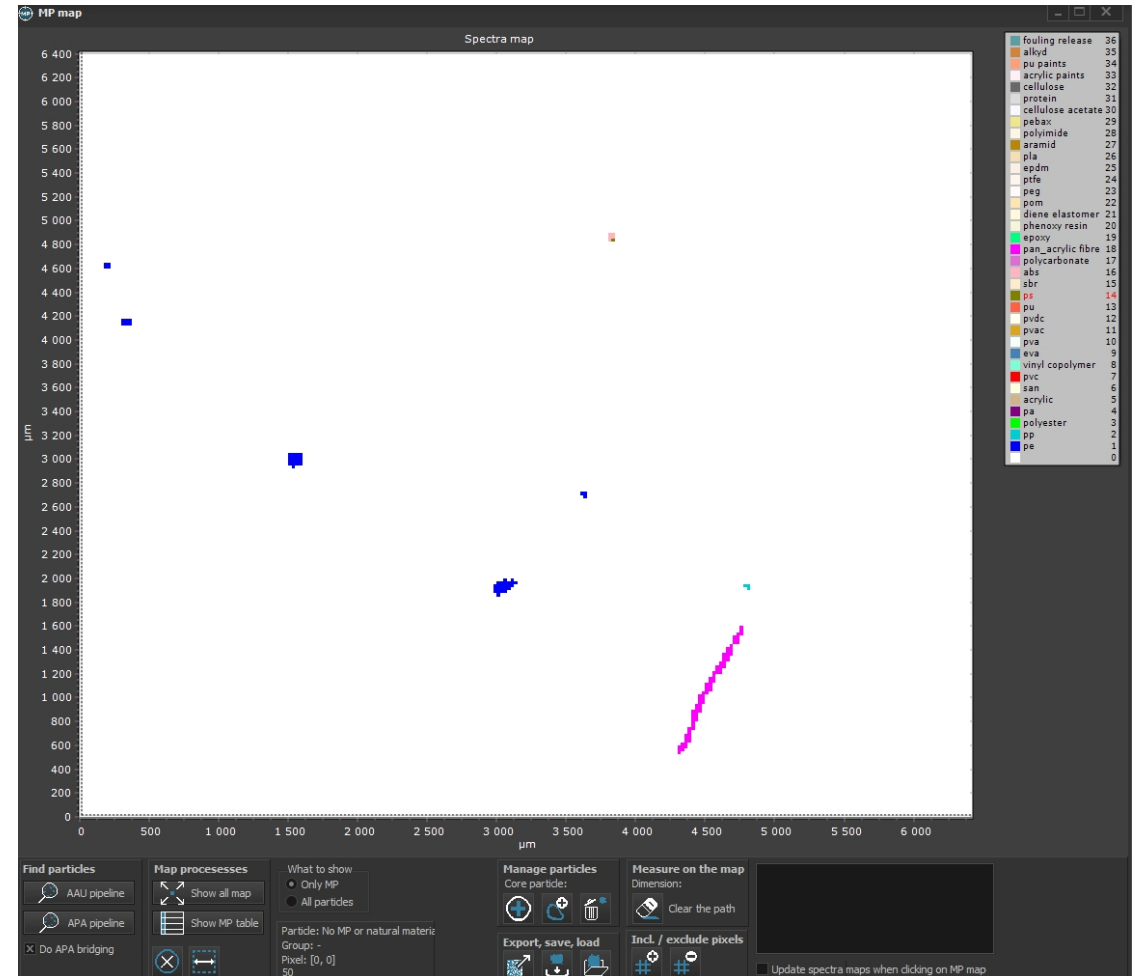 MP map
Spectra map
6 400
6 200
6 000
5 800
5 600
5 400
5 200
5 000
4 800
4 600
4 400
4 200
4 000
3 800
3 600
3 400
3 200
3 000
2 800
2 600
2 400
2 200
2 000
1 800
1 600
1 400
1 200
1 000
800
600
400
200
0
µm
0 500 1 000 1 500 2 000 2 500 3 000 3 500 4 000 4 500 5 000 5 500 6 000
µm
fouling release 36
alkyd 35
pu paints 34
acrylic paints 33
cellulose 32
protein 31
cellulose acetate 30
pebax 29
polyimide 28
aramid 27
pla 26
epdm 25
ptfe 24
peg 23
pom 22
diene elastomer 21
phenoxy resin 20
epoxy 19
pan_acrylic fibre 18
polycarbonate 17
abs 16
sbr 15
ps 14
pu 13
pvdc 12
pvac 11
pva 10
eva 9
vinyl copolymer 8
pvc 7
san 6
acrylic 5
pa 4
polyester 3
pp 2
pe 1
0
Find particles
AAU pipeline
APA pipeline
Do APA bridging
Map procesesses
Show all map
Show MP table
What to show
Only MP
All particles
Particle: No MP or natural materia
Group: -
Pixel: [0, 0]
50
Manage particles
Core particle:
Export, save, load
Measure on the map
Dimension:
Clear the path
Incl. / exclude pixels
Update spectra maps when clicking on MP map